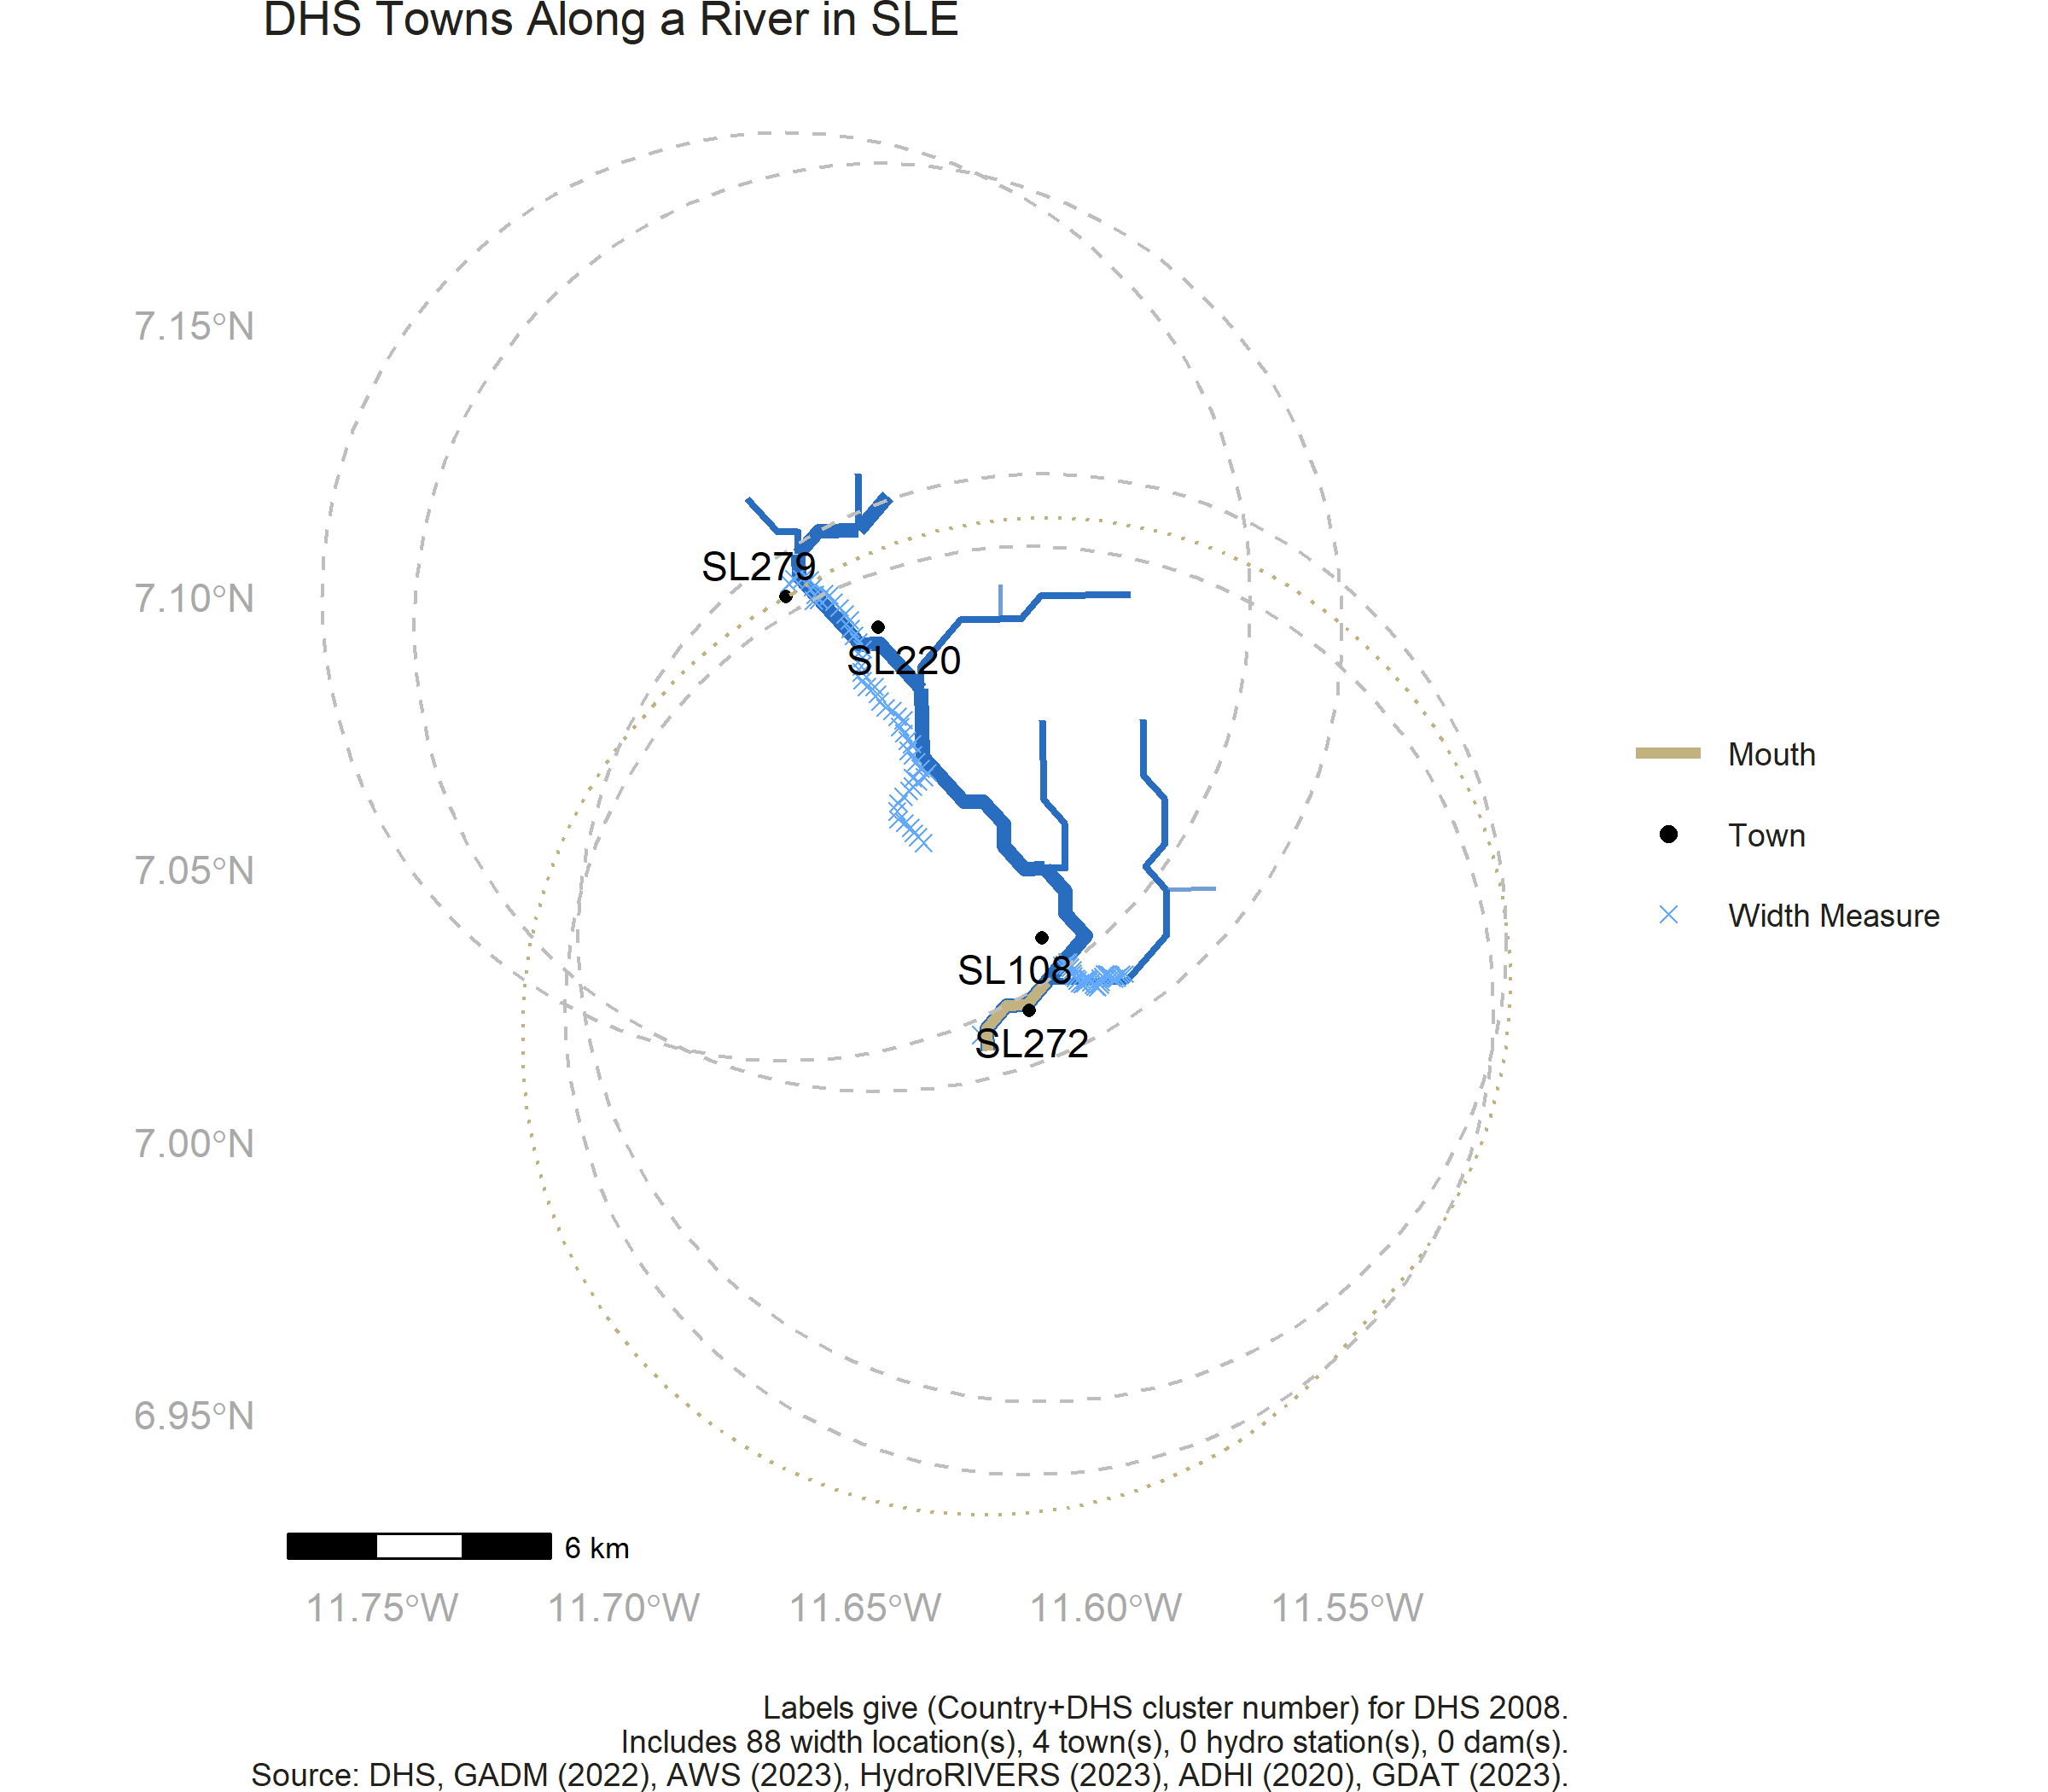 DHS Towns Along a River in SLE
7.15°N
7.10°N
7.05°N
7.00°N
6.95°N
SL279
SL220
SL108
SL272
Mouth
Town
Width Measure
6 km
11.75°W 11.70°W 11.65°W 11.60°W 11.55°W
Labels give (Country+DHS cluster number) for DHS 2008.
Includes 88 width location(s), 4 town(s), 0 hydro station(s), 0 dam(s).
Source: DHS, GADM (2022), AWS (2023), HydroRIVERS (2023), ADHI (2020), GDAT (2023).